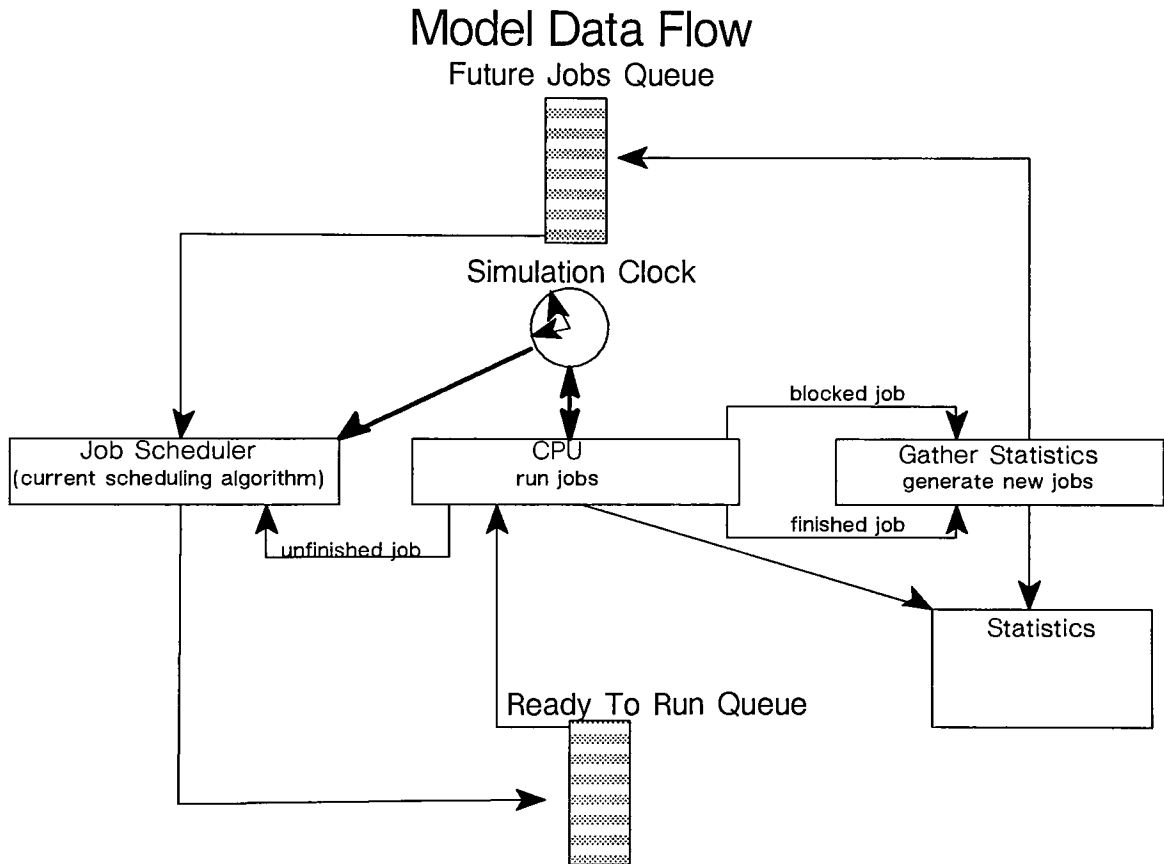 Model Data Flow
Future Jobs Queue
Simulation Clock
blocked job
Job Scheduler
(current scheduling algorithm)
CPU
run jobs
Gather Statistics
generate new jobs
unfinished job
finished job
Statistics
Ready To Run Queue